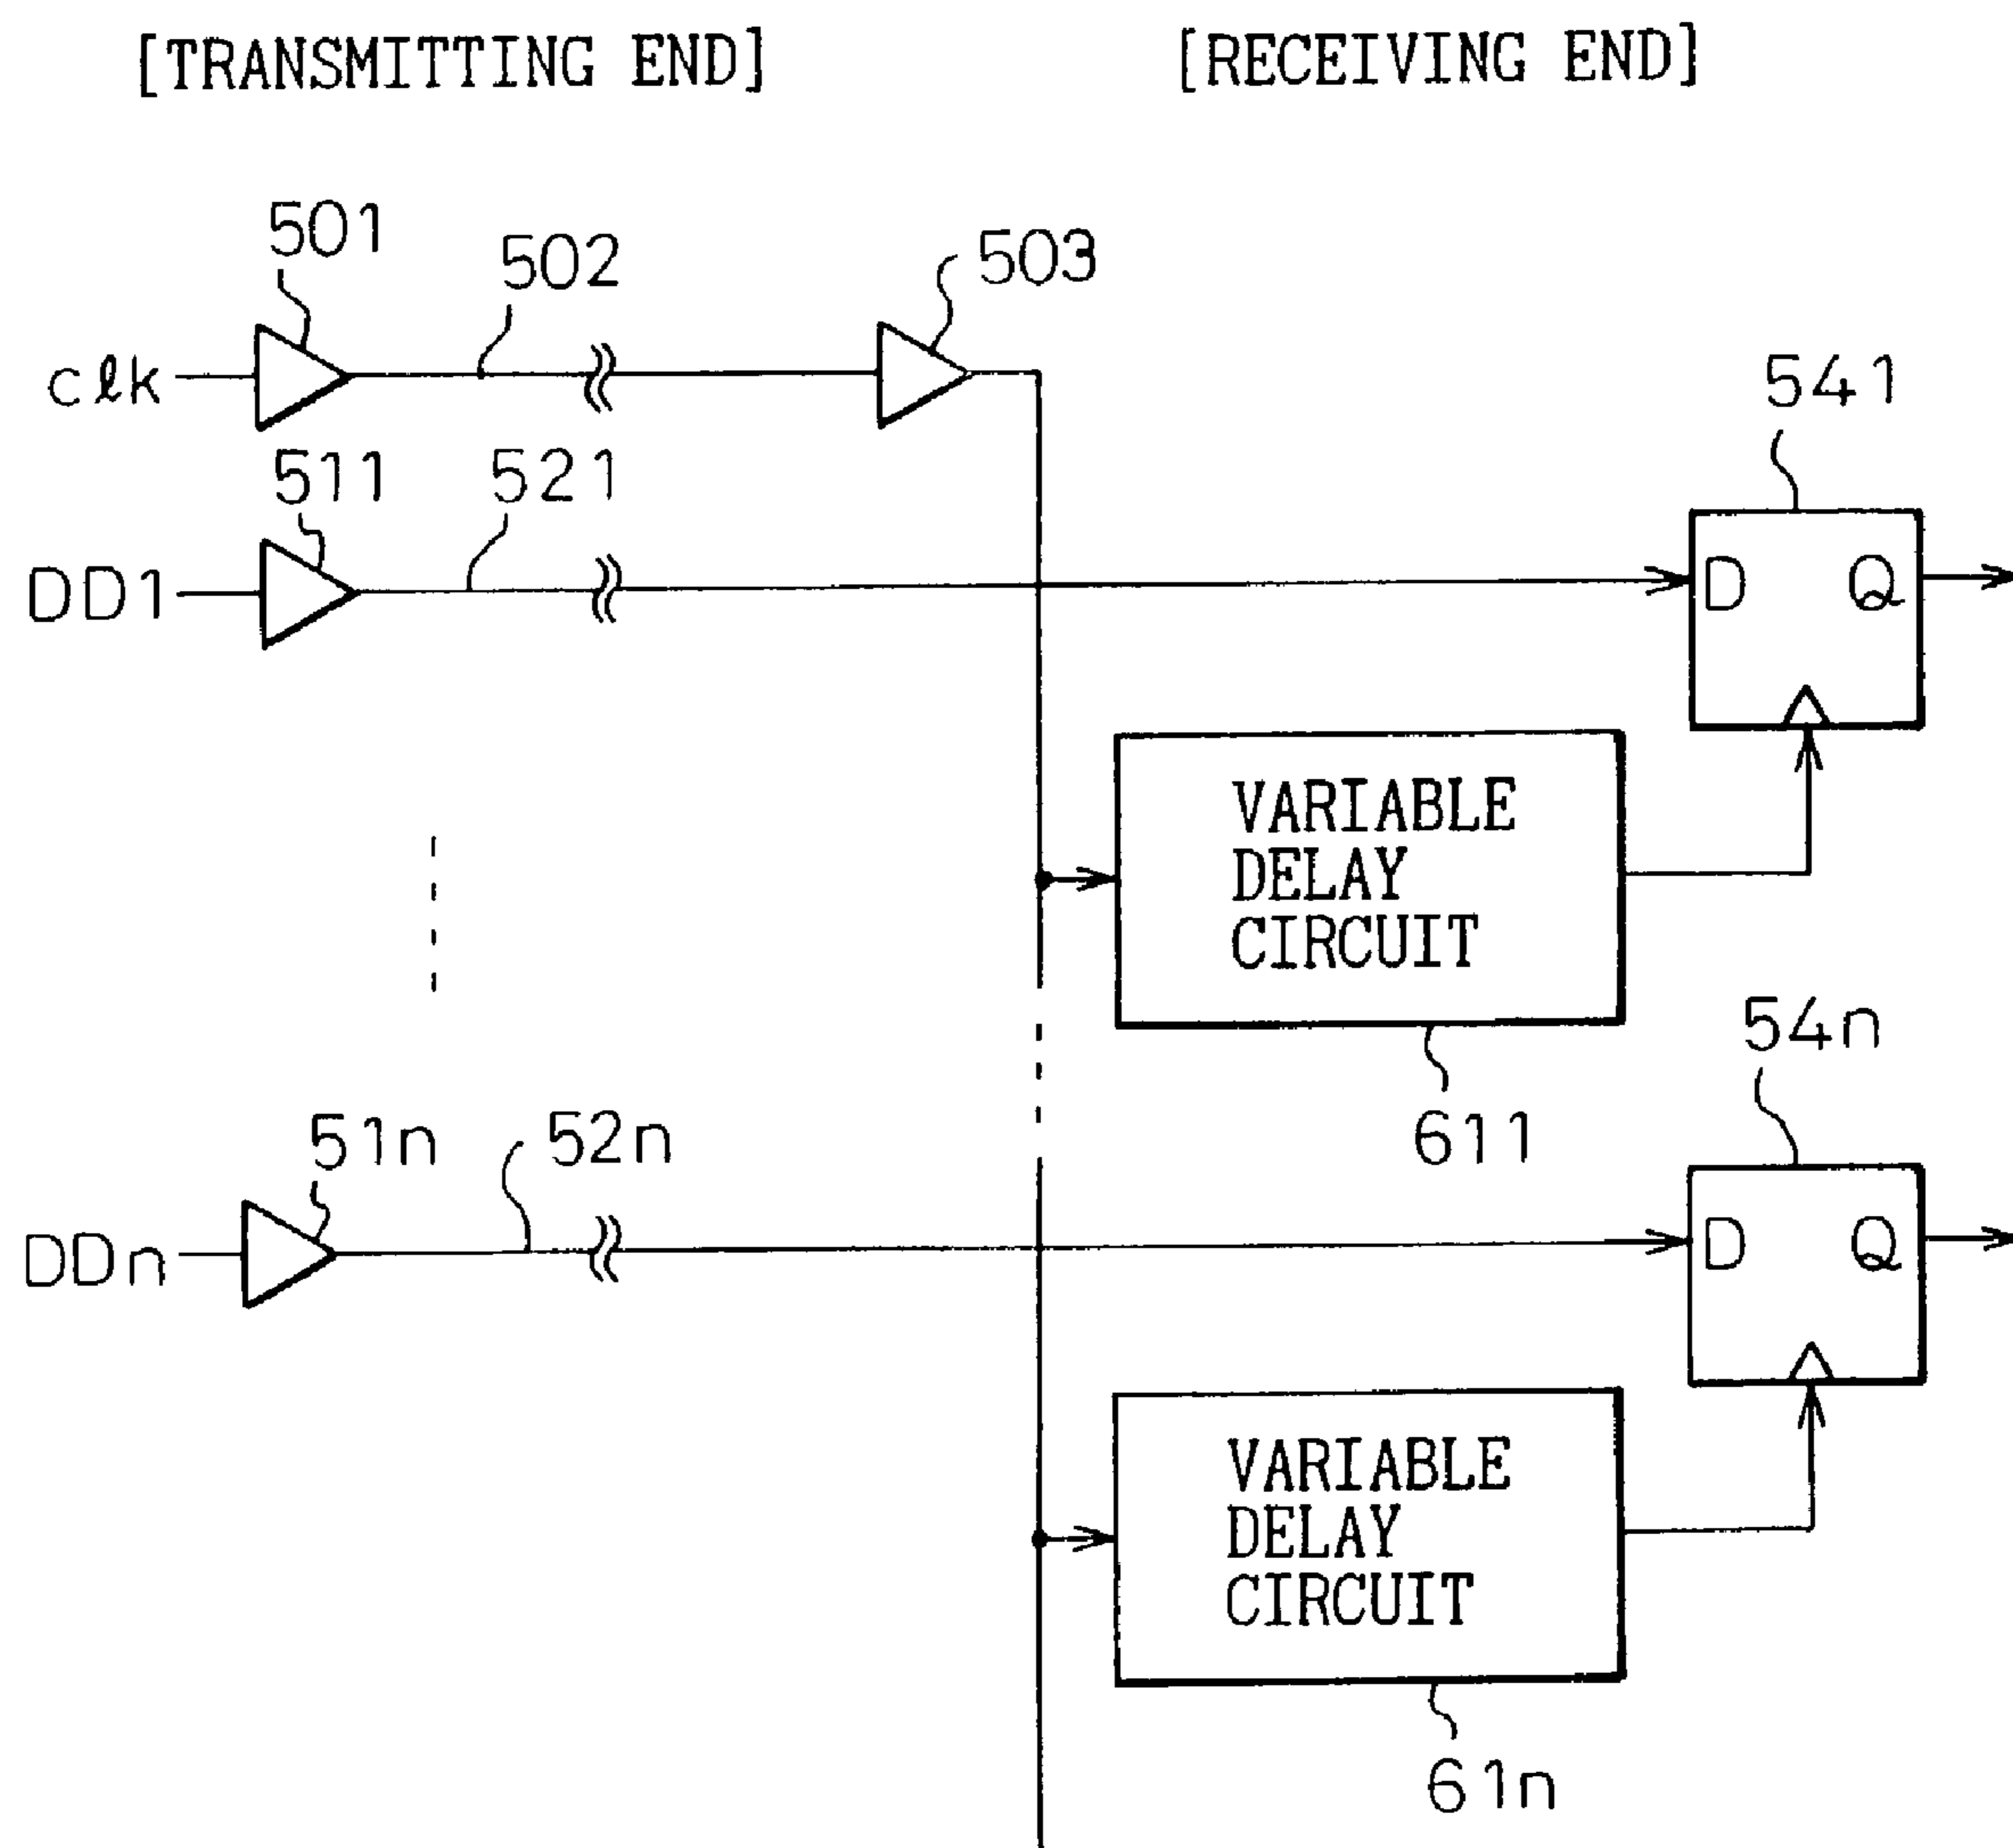 [TRANSMITTING END]
[RECEIVING END]
501
502
503
clk
541
511
521
DD1
D Q
VARIABLE
DELAY
CIRCUIT
54n
611
51n
52n
DDn
D Q
VARIABLE
DELAY
CIRCUIT
61n